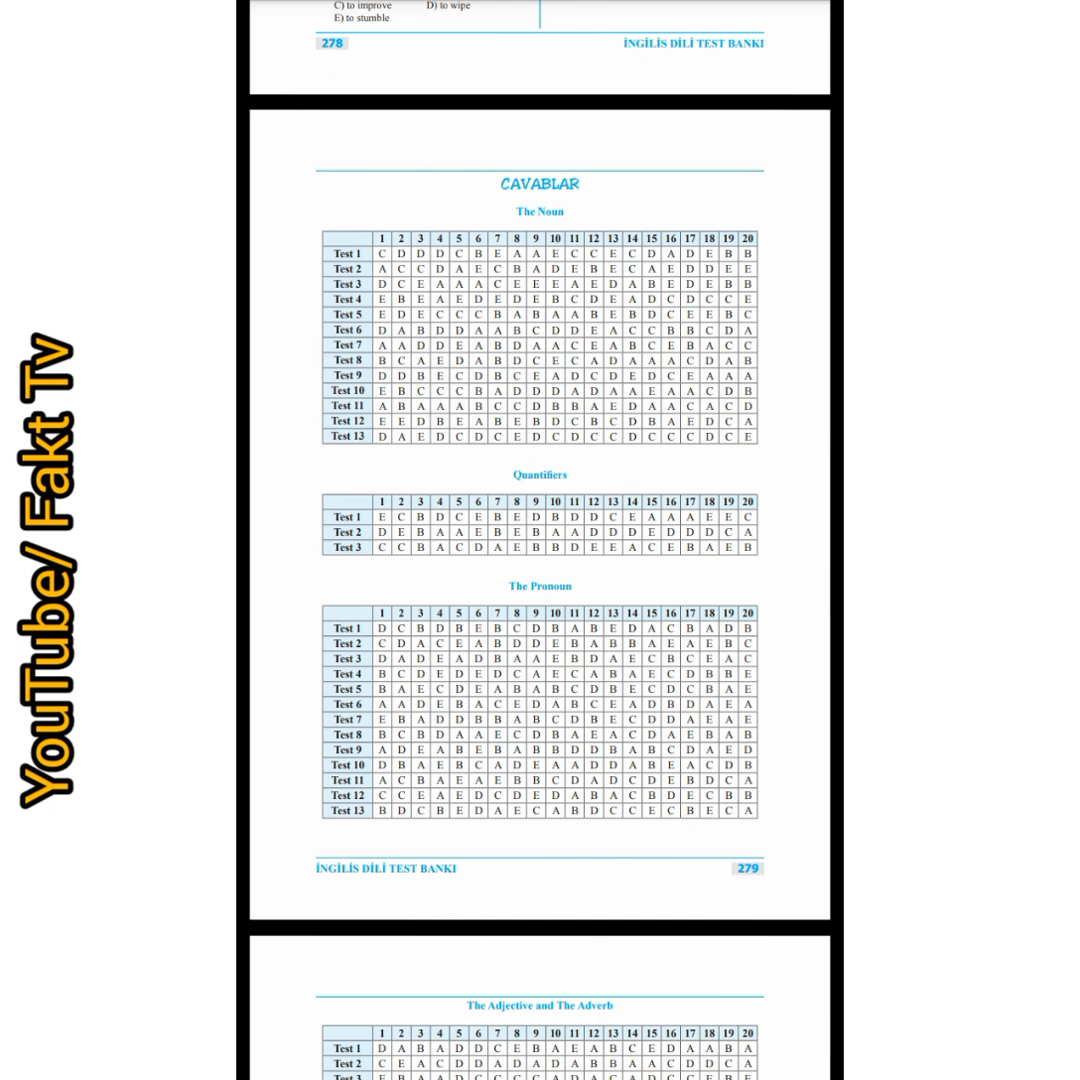 C) to improve D) to wipe
E) to stumble
278 İNGİLİS DİLİ TEST BANKI
YouTube/ Fakt Tv
CAVABLAR
The Noun
1 2 3 4 5 6 7 8 9 10 11 12 13 14 15 16 17 18 19 20
Test 1 C D D D C B E A A E C C E C D A D E B B
Test 2 A C C D A E C B A D E B E C A E D D E E
Test 3 D C E A A A C E E E A E D A B E D E B B
Test 4 E B E A E D E D E B C D E A D C D C C E
Test 5 E D E C C C B A B A A B E B D C E E B C
Test 6 D A B D D A A B C D D E A C C B B C D A
Test 7 A A D D E A B D A A C E A B C E B A C C
Test 8 B C A E D A B D C E C A D A A A C D A B
Test 9 D D B E C D B C E A D C D E D C E A A A
Test 10 E B C C C B A D D D A D A A E A A C D B
Test 11 A B A A A B C C D B B A E D A A C A C D
Test 12 E E D B E A B E B D C B C D B A E D C A
Test 13 D A E D C D C E D C D C C D C C C D C E
Quantifiers
1 2 3 4 5 6 7 8 9 10 11 12 13 14 15 16 17 18 19 20
Test 1 E C B D C E B E D B D D C E A A A E E C
Test 2 D E B A A E B E B A A D D D E D D D C A
Test 3 C C B A C D A E B B D E E A C E B A E B
The Pronoun
1 2 3 4 5 6 7 8 9 10 11 12 13 14 15 16 17 18 19 20
Test 1 D C B D B E B C D B A B E D A C B A D B
Test 2 C D A C E A B D D E B A B B A E A E B C
Test 3 D A D E A D B A A E B D A E C B C E A C
Test 4 B C D E D E D C A E C A B A E C D B B E
Test 5 B A E C D E A B A B C D B E C D C B A E
Test 6 A A D E B A C E D A B C E A D B D A E A
Test 7 E B A D D B B A B C D B E C D D A E A E
Test 8 B C B D A A E C D B A E A C D A E B A B
Test 9 A D E A B E B A B B D D B A B C D A E D
Test 10 D B A E B C A D E A A D D A B E A C D B
Test 11 A C B A E A E B B C D A D C D E B D C A
Test 12 C C E A E D C D E D A B A C B D E C B B
Test 13 B D C B E D A E C A B D C C E C B E C A
İNGİLİS DİLİ TEST BANKI 279
The Adjective and The Adverb
1 2 3 4 5 6 7 8 9 10 11 12 13 14 15 16 17 18 19 20
Test 1 D A B A D D C E B A E A B C E D A A B A
Test 2 C E A C D D A D A D A B B A A C D D C A
Test 3 E B A A D C C C C A D A C A D C C E B E